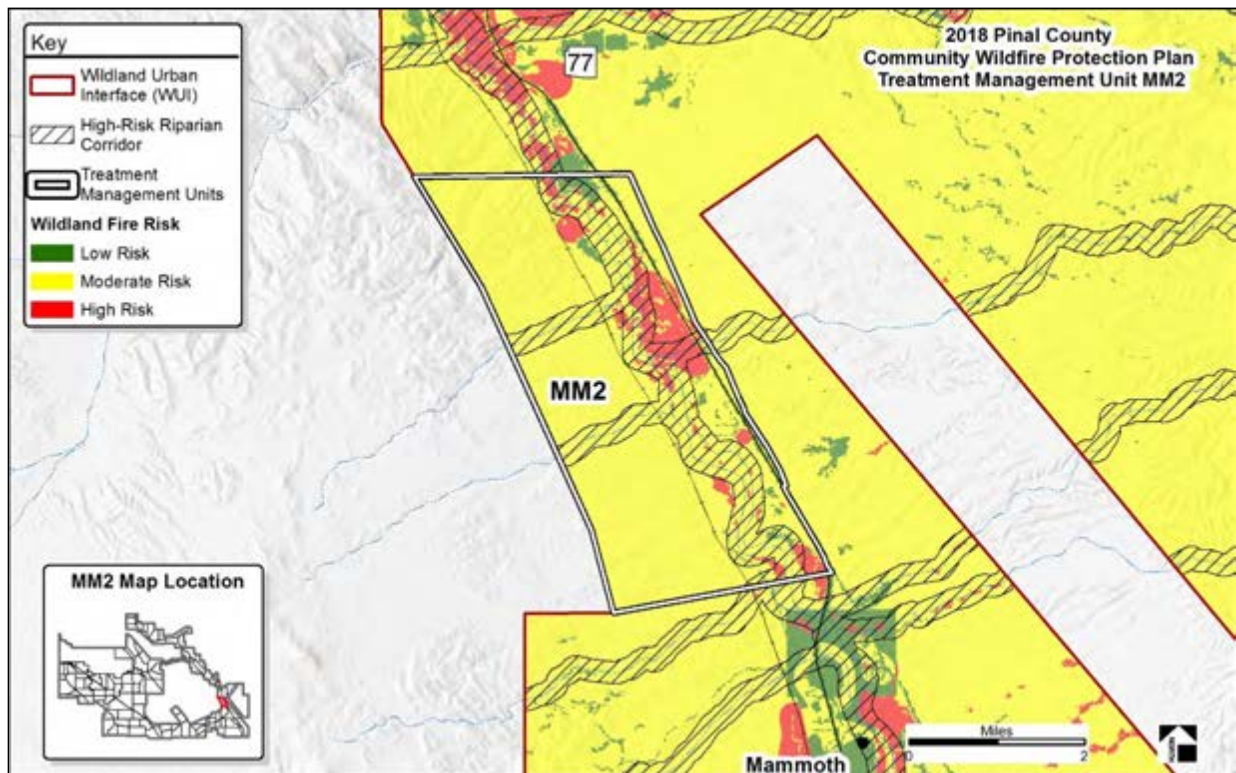 Key
Wildland Urban
Interface (WUI)
High-Risk Riparian
Corridor
Treatment
Management Units
Wildland Fire Risk
Low Risk
Moderate Risk
High Risk
77
2018 Pinal County
Community Wildfire Protection Plan
Treatment Management Unit MM2
MM2
MM2 Map Location
Mammoth
Miles
0
2